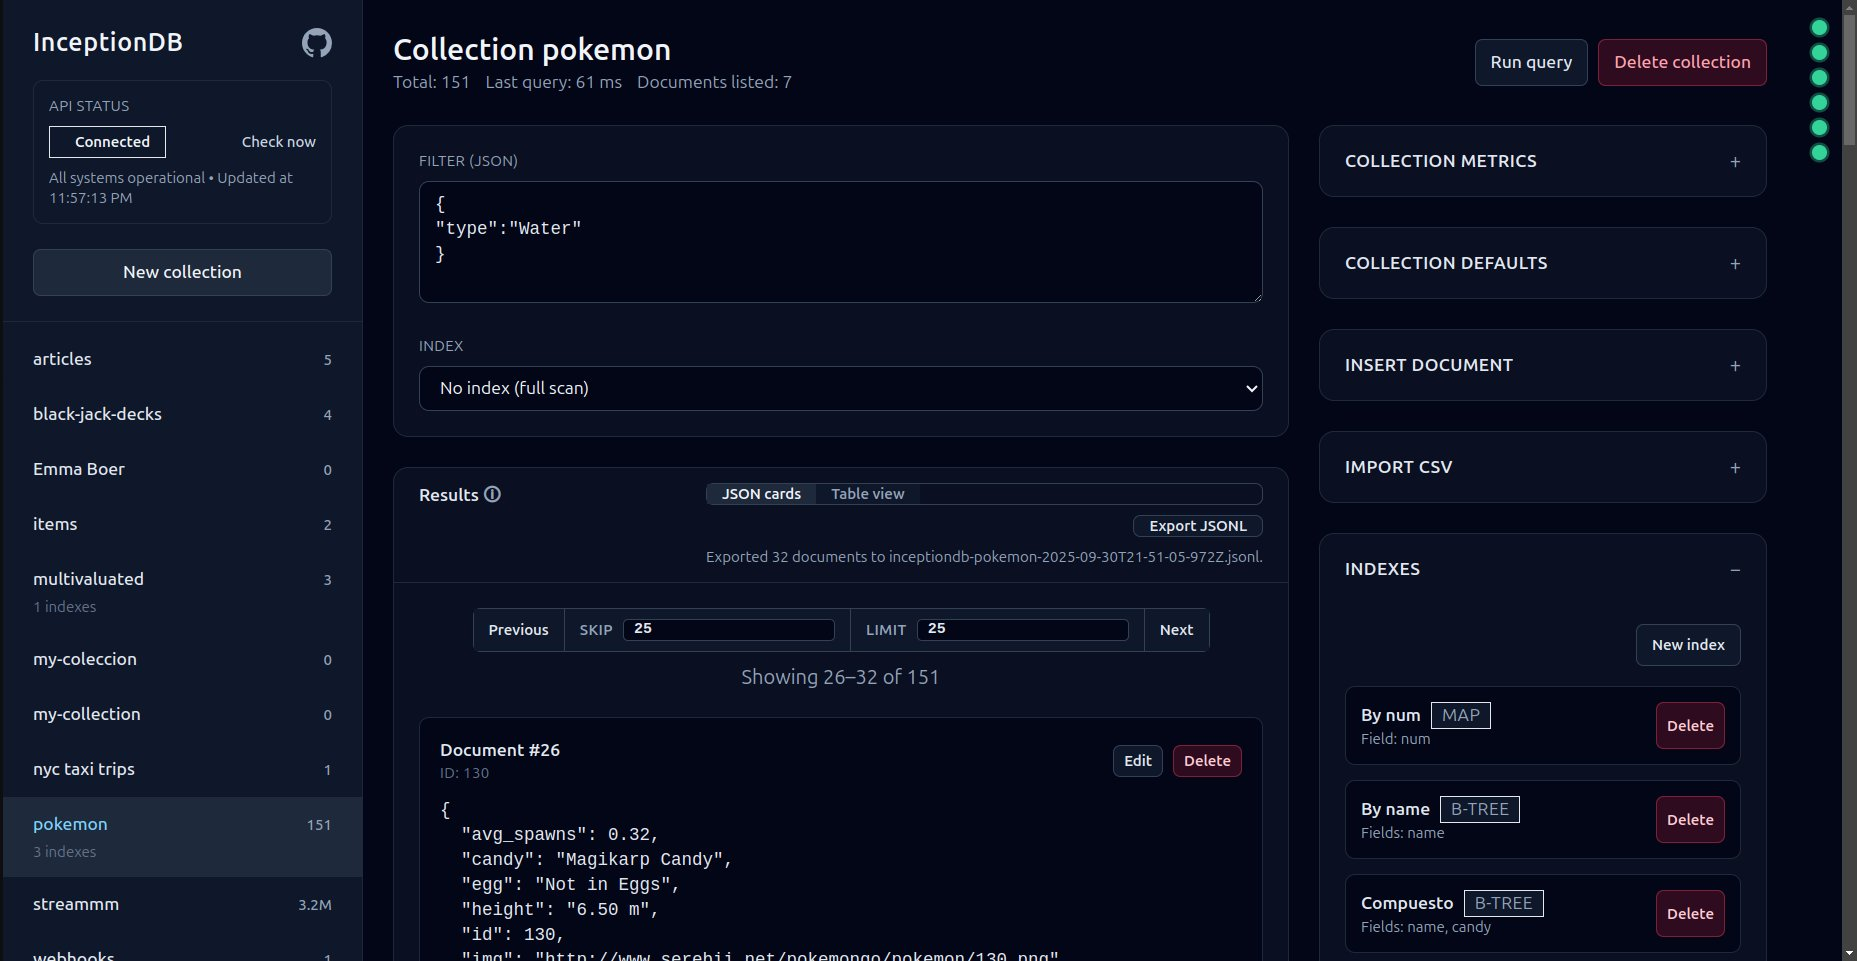 InceptionDB
API STATUS
Connected
Check now
All systems operational • Updated at
11:57:13 PM
New collection
articles 5
black-jack-decks 4
Emma Boer 0
items 2
multivaluated 3
1 indexes
my-coleccion 0
my-collection 0
nyc taxi trips 1
pokemon 151
3 indexes
streammm 3.2M
webhooks 1
Collection pokemon
Total: 151 Last query: 61 ms Documents listed: 7
Run query
Delete collection
FILTER (JSON)
{
"type":"Water"
}
INDEX
No index (full scan)
Results
JSON cards
Table view
Export JSONL
Exported 32 documents to inceptiondb-pokemon-2025-09-30T21-51-05-972Z.jsonl.
Previous SKIP 25 LIMIT 25 Next
Showing 26–32 of 151
Document #26
ID: 130
Edit
Delete
{
"avg_spawns": 0.32,
"candy": "Magikarp Candy",
"egg": "Not in Eggs",
"height": "6.50 m",
"id": 130,
"img": "http://www.serebii.net/pokemongo/pokemon/130.png"
COLLECTION METRICS +
COLLECTION DEFAULTS +
INSERT DOCUMENT +
IMPORT CSV +
INDEXES −
New index
By num MAP
Field: num
Delete
By name B-TREE
Fields: name
Delete
Compuesto B-TREE
Fields: name, candy
Delete